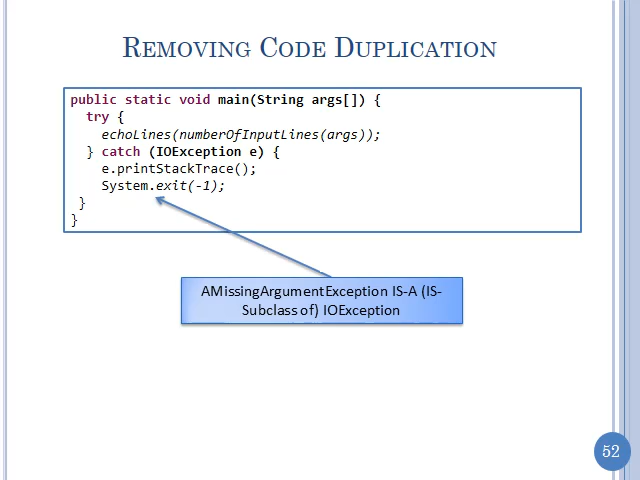 REMOVING CODE DUPLICATION
public static void main(String args[]) {
try {
echoLines(numberOfInputLines(args));
} catch (IOException e) {
e.printStackTrace();
System.exit(-1);
}
}
AMissingArgumentException IS-A (IS-
Subclass of) IOException
52